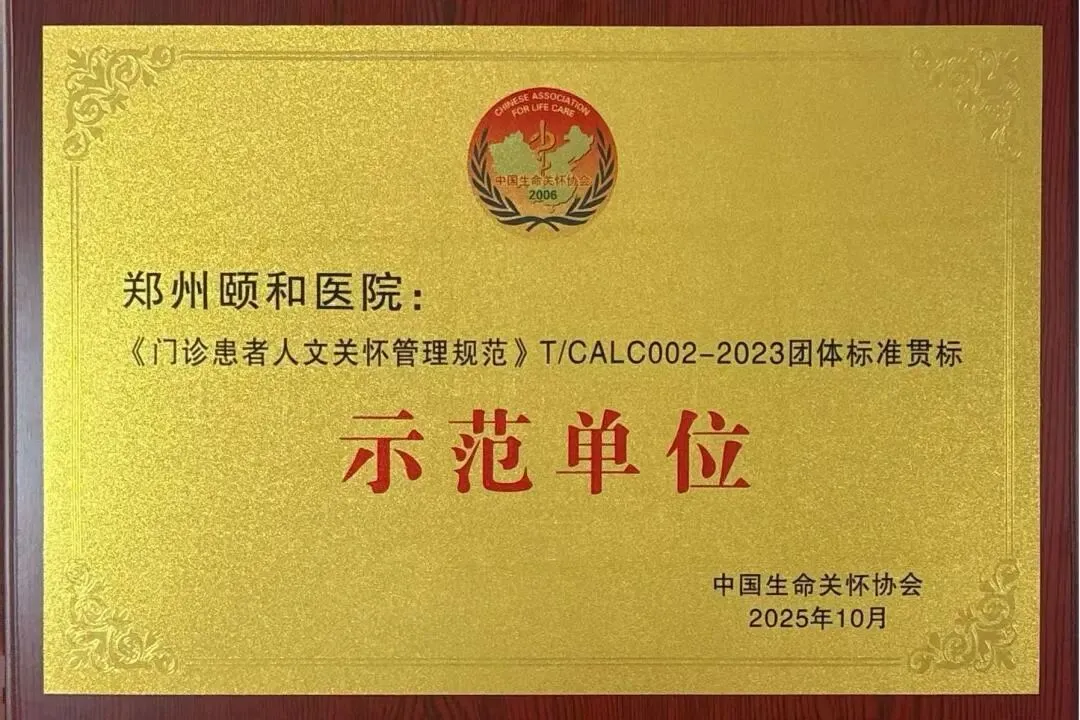 CHINESE ASSOCIATION
FOR LIFE CARE
中国生命关怀协会
2006
郑州颐和医院：
《门诊患者人文关怀管理规范》T/CALC002-2023团体标准贯标
示范单位
中国生命关怀协会
2025年10月